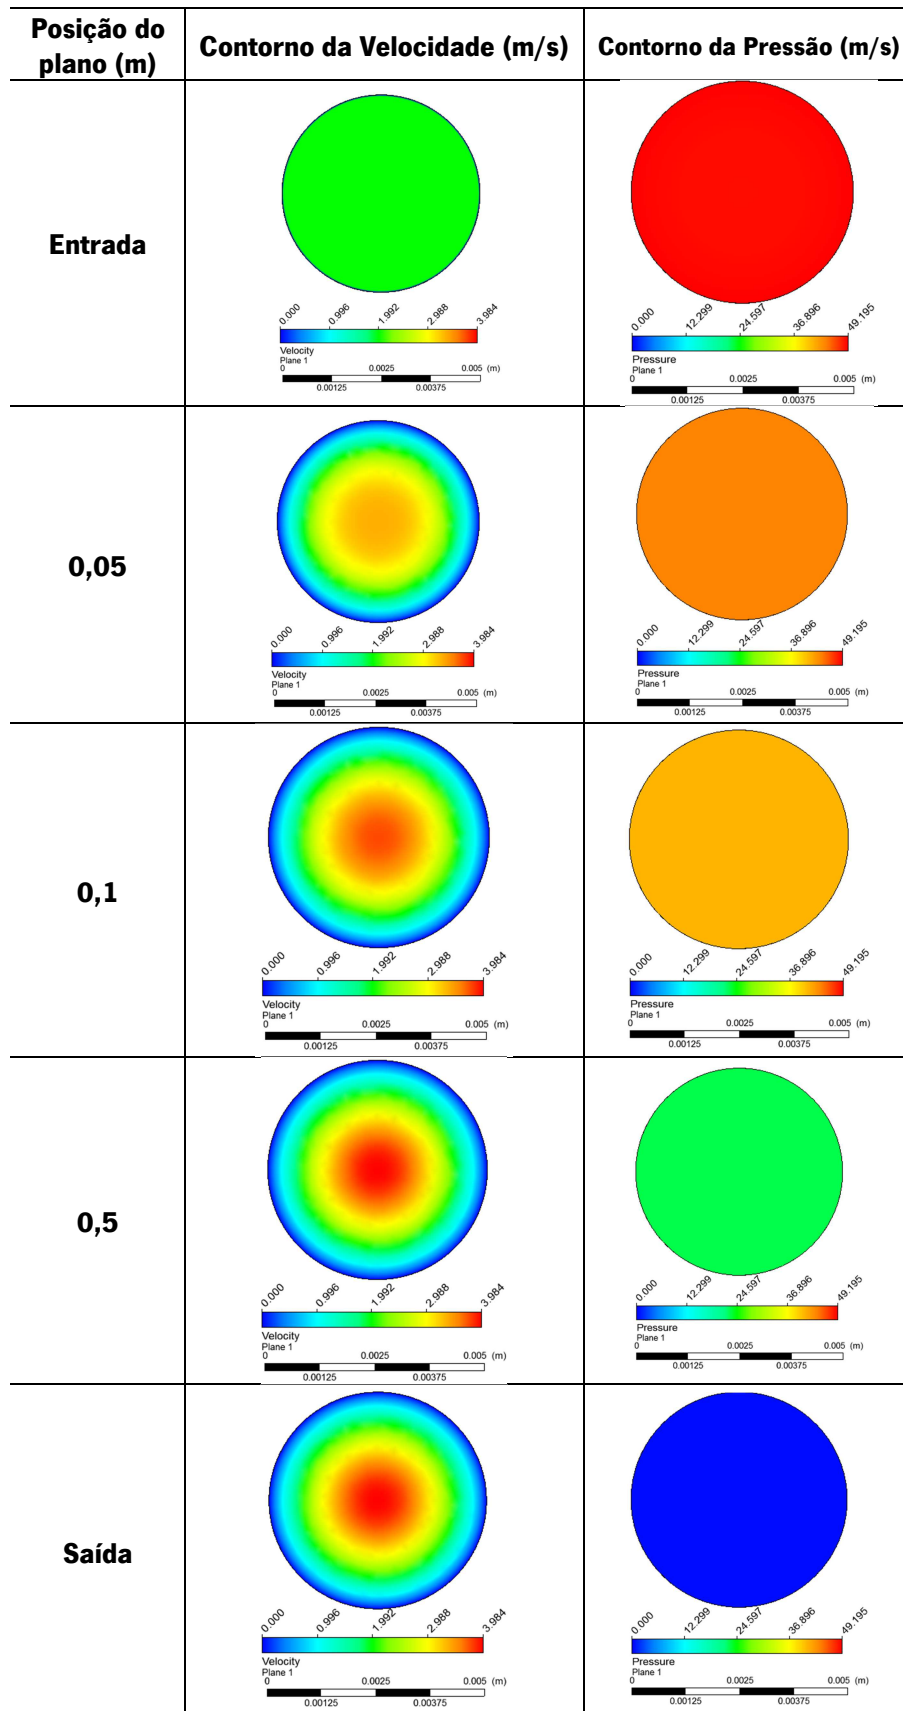 Posição do
plano (m)
Contorno da Velocidade (m/s)
Contorno da Pressão (m/s)
Entrada
0.000
0.996
1.992
2.988
3.984
Velocity
Plane 1
0
0.0025
0.005 (m)
0.00125
0.00375
0.000
12.299
24.597
36.896
49.195
Pressure
Plane 1
0
0.0025
0.005 (m)
0.00125
0.00375
0,05
0.000
0.996
1.992
2.988
3.984
Velocity
Plane 1
0
0.0025
0.005 (m)
0.00125
0.00375
0.000
12.299
24.597
36.896
49.195
Pressure
Plane 1
0
0.0025
0.005 (m)
0.00125
0.00375
0,1
0.000
0.996
1.992
2.988
3.984
Velocity
Plane 1
0
0.0025
0.005 (m)
0.00125
0.00375
0.000
12.299
24.597
36.896
49.195
Pressure
Plane 1
0
0.0025
0.005 (m)
0.00125
0.00375
0,5
0.000
0.996
1.992
2.988
3.984
Velocity
Plane 1
0
0.0025
0.005 (m)
0.00125
0.00375
0.000
12.299
24.597
36.896
49.195
Pressure
Plane 1
0
0.0025
0.005 (m)
0.00125
0.00375
Saída
0.000
0.996
1.992
2.988
3.984
Velocity
Plane 1
0
0.0025
0.005 (m)
0.00125
0.00375
0.000
12.299
24.597
36.896
49.195
Pressure
Plane 1
0
0.0025
0.005 (m)
0.00125
0.00375